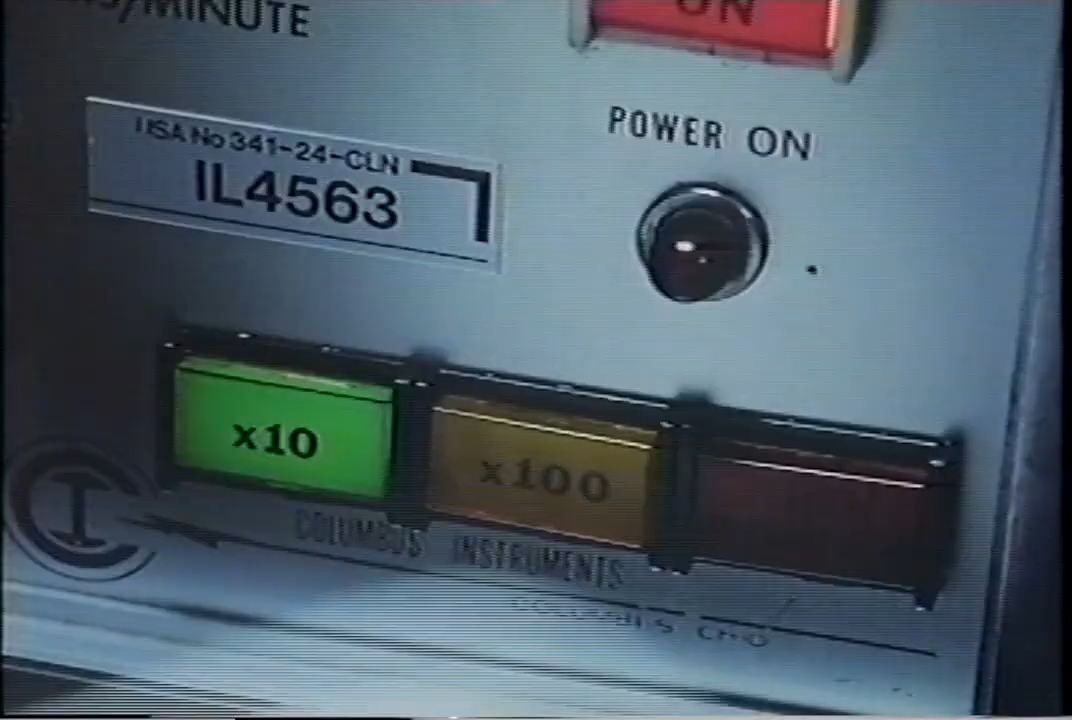 /MINUTE
ON
POWER ON
USA No 341-24-CLN
IL4563
x10
x100
COLUMBUS INSTRUMENTS